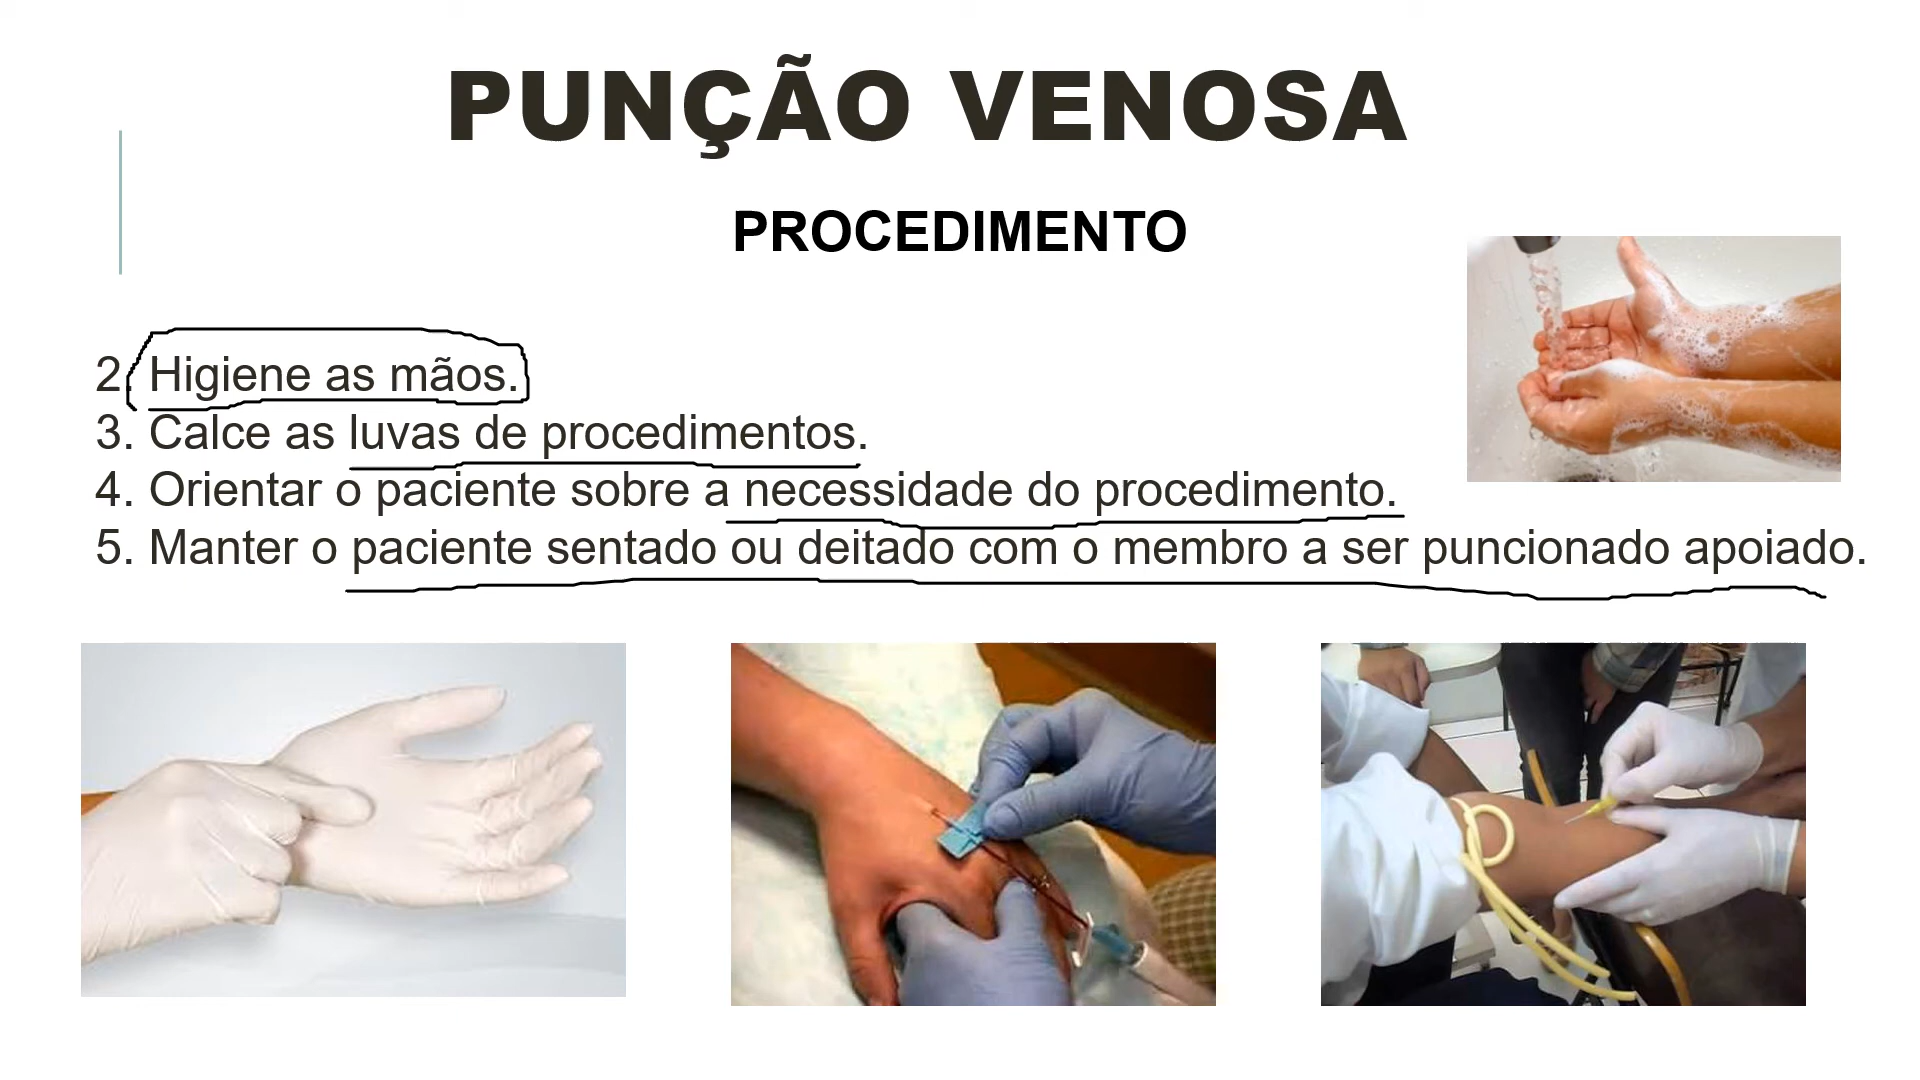 PUNÇÃO VENOSA
PROCEDIMENTO
2. Higiene as mãos.
3. Calce as luvas de procedimentos.
4. Orientar o paciente sobre a necessidade do procedimento.
5. Manter o paciente sentado ou deitado com o membro a ser puncionado apoiado.